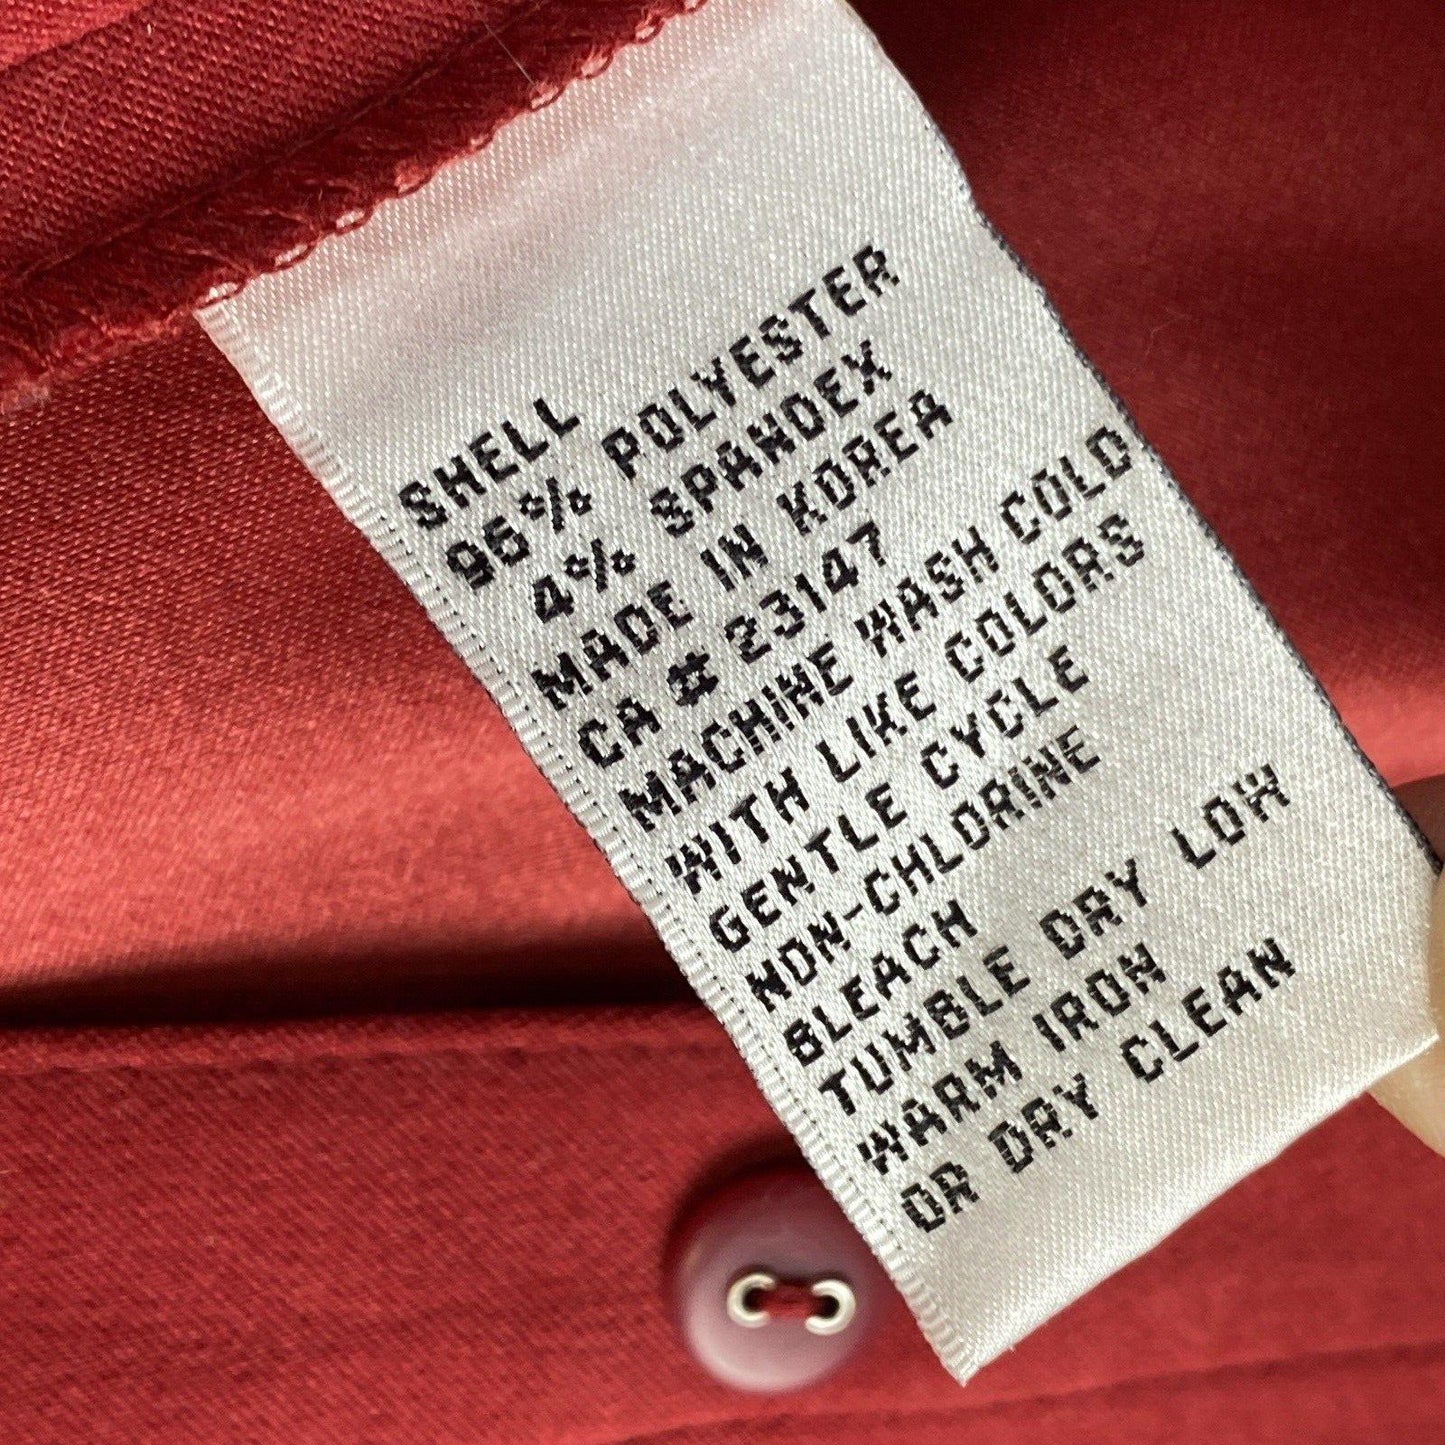 SHELL
96% POLYESTER
4% SPANDEX
MADE IN KOREA
CA # 23147
MACHINE WASH COLD
WITH LIKE COLORS
GENTLE CYCLE
NON-CHLORINE
BLEACH
TUMBLE DRY LOW
WARM IRON
OR DRY CLEAN